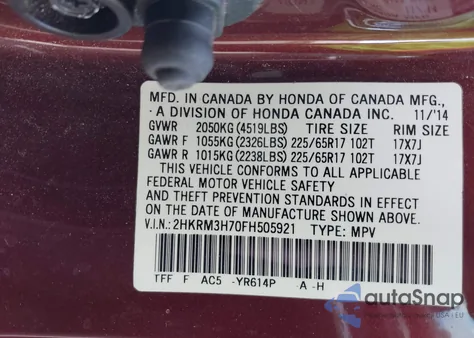 MFD. IN CANADA BY HONDA OF CANADA MFG.,
- A DIVISION OF HONDA CANADA INC. 11/'14
GVWR 2050KG(4519LBS) TIRE SIZE RIM SIZE
GAWR F 1055KG(2326LBS)225/65R17 102T 17X7J
GAWR R 1015KG(2238LBS)225/65R17 102T 17X7J
THIS VEHICLE CONFORMS TO ALL APPLICABLE
FEDERAL MOTOR VEHICLE SAFETY
AND THEFT PREVENTION STANDARDS IN EFFECT
ON THE DATE OF MANUFACTURE SHOWN ABOVE.
V.I.N.:2HKRM3H70FH505921 TYPE: MPV
TFF F AC5 -YR614P -A -H
autoSnap